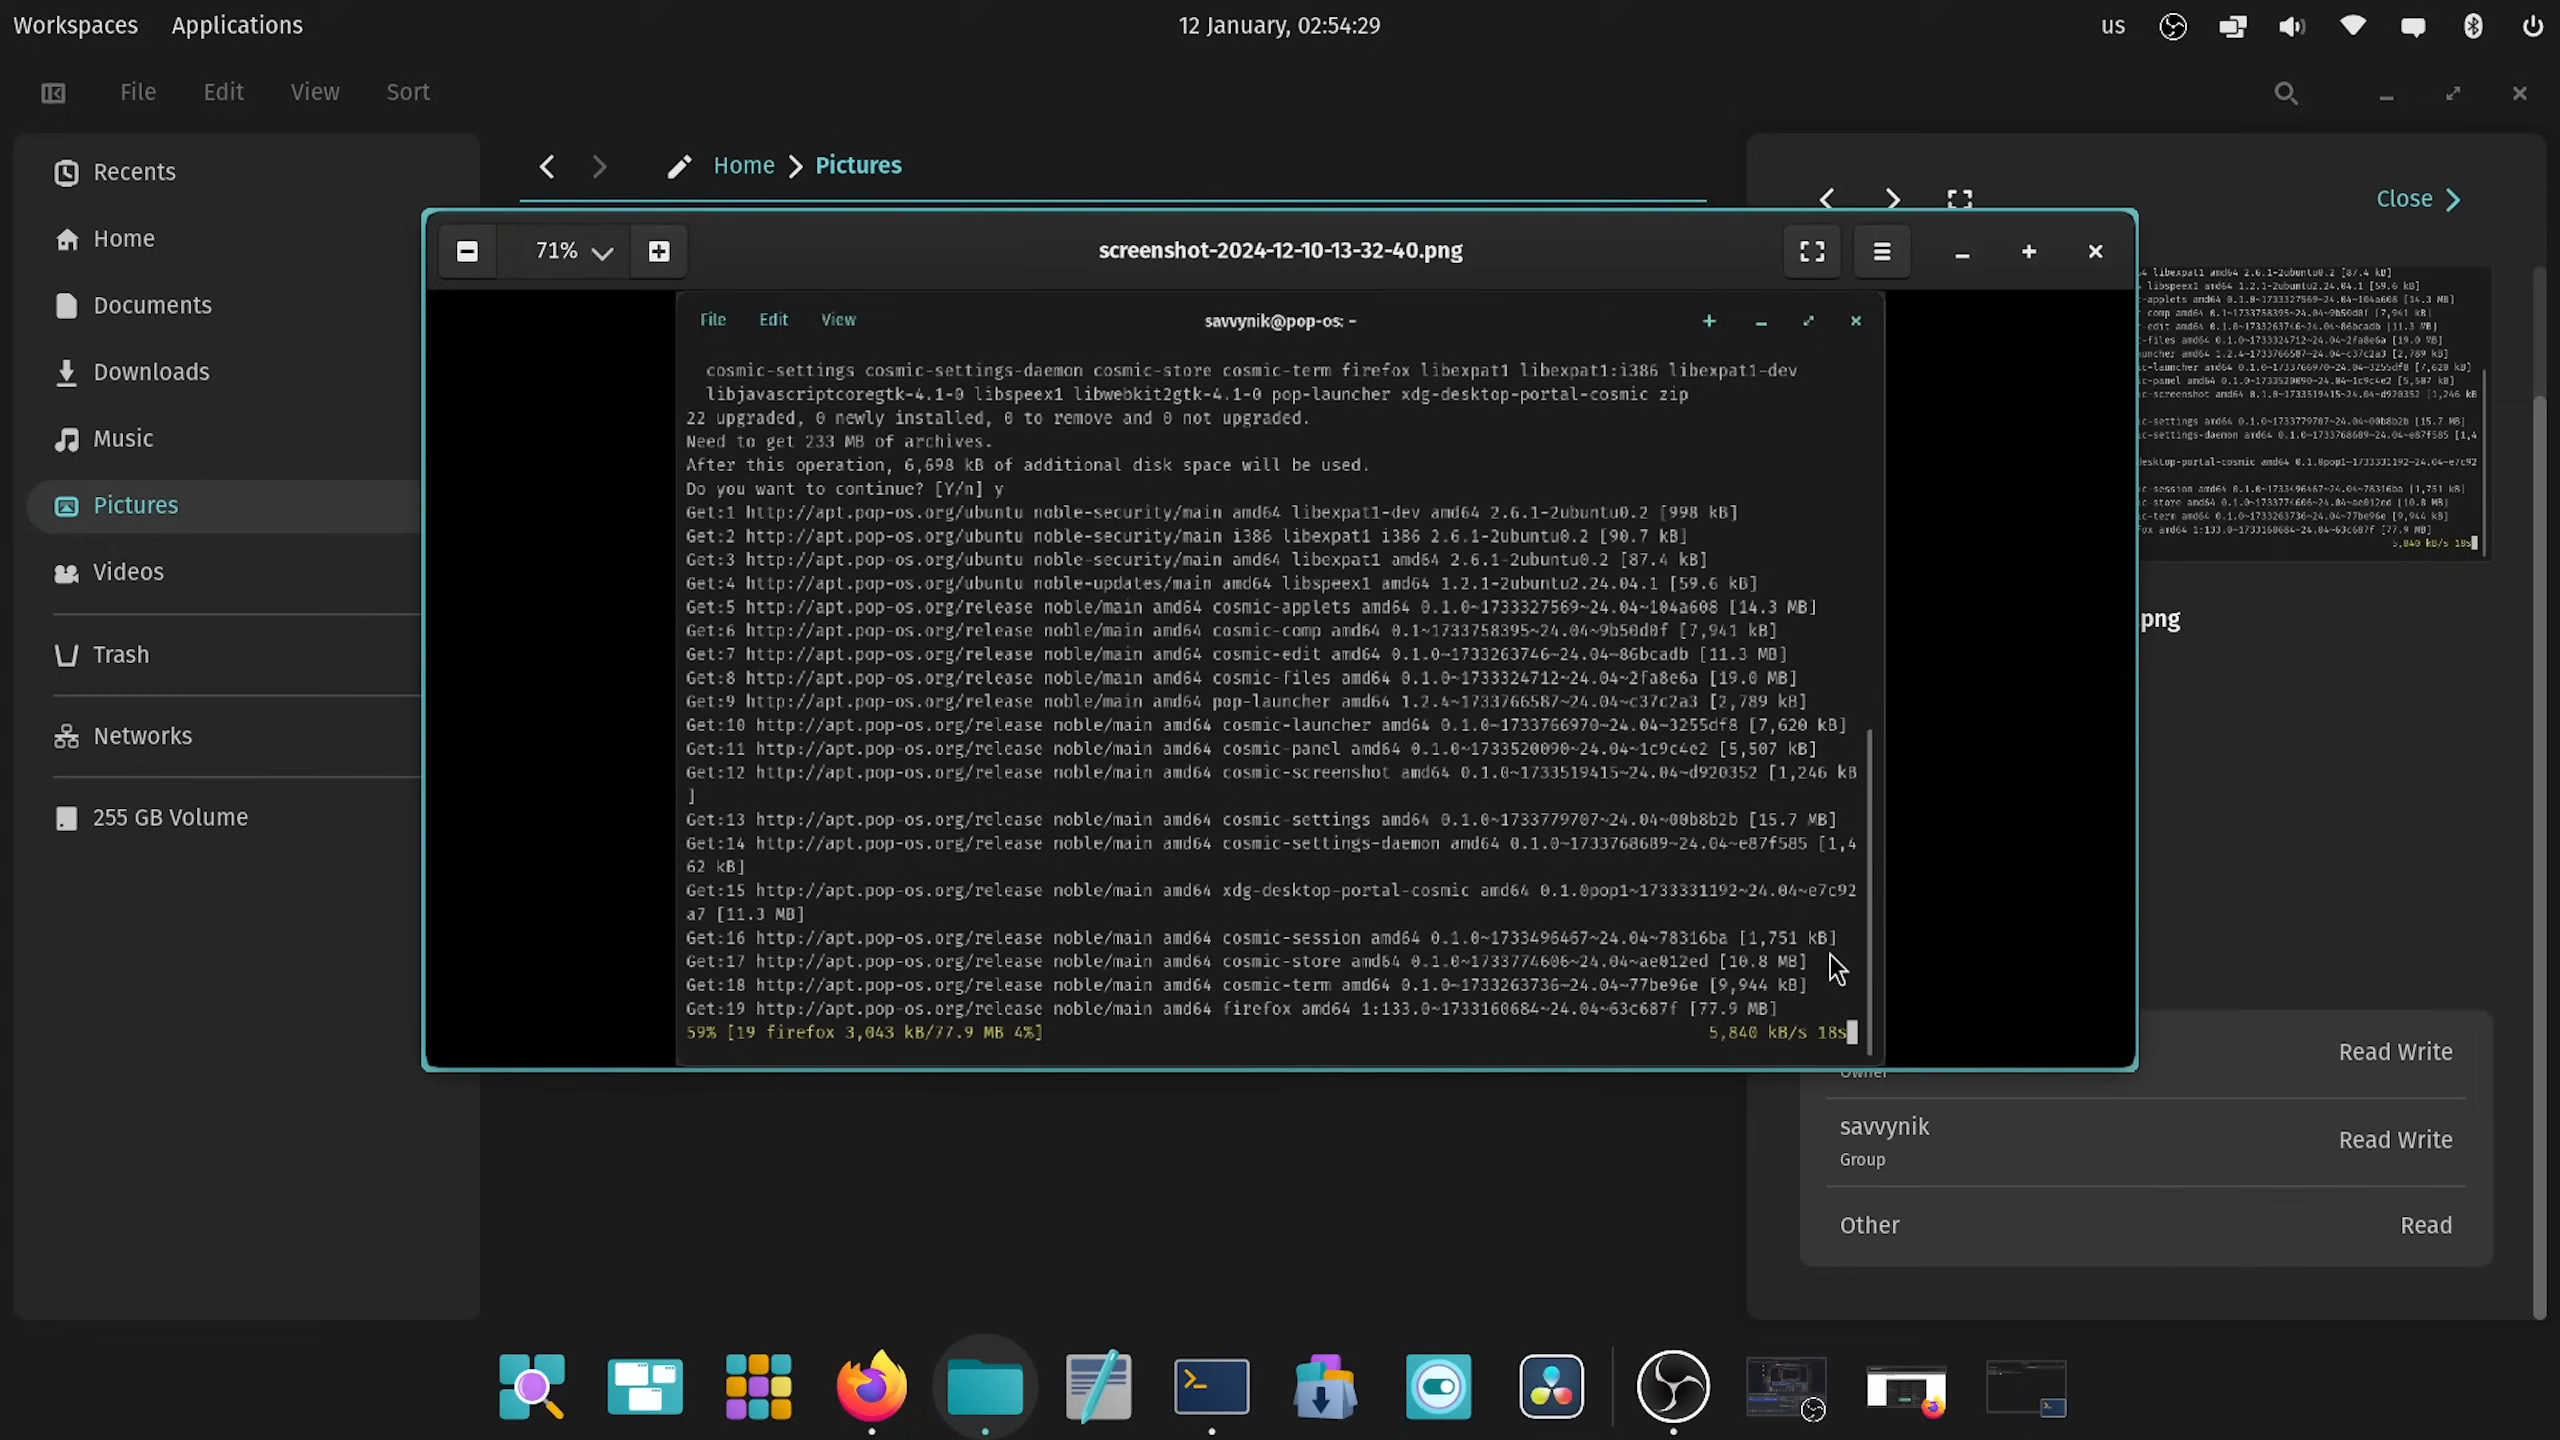 Workspaces Applications 12 January, 02:54:29 us
File Edit View Sort
Recents
Home
Documents
Downloads
Music
Pictures
Videos
Trash
Networks
255 GB Volume
Home Pictures
Close
71% screenshot-2024-12-10-13-32-40.png
File Edit View savvynik@pop-os: ~
cosmic-settings cosmic-settings-daemon cosmic-store cosmic-term firefox libexpat1 libexpat1:i386 libexpat1-dev
libjavascriptcoregtk-4.1-0 libspeex1 libwebkit2gtk-4.1-0 pop-launcher xdg-desktop-portal-cosmic zip
22 upgraded, 0 newly installed, 0 to remove and 0 not upgraded.
Need to get 233 MB of archives.
After this operation, 6,698 kB of additional disk space will be used.
Do you want to continue? [Y/n] y
Get:1 http://apt.pop-os.org/ubuntu noble-security/main amd64 libexpat1-dev amd64 2.6.1-2ubuntu0.2 [998 kB]
Get:2 http://apt.pop-os.org/ubuntu noble-security/main i386 libexpat1 i386 2.6.1-2ubuntu0.2 [90.7 kB]
Get:3 http://apt.pop-os.org/ubuntu noble-security/main amd64 libexpat1 amd64 2.6.1-2ubuntu0.2 [87.4 kB]
Get:4 http://apt.pop-os.org/ubuntu noble-updates/main amd64 libspeex1 amd64 1.2.1-2ubuntu2.24.04.1 [59.6 kB]
Get:5 http://apt.pop-os.org/release noble/main amd64 cosmic-applets amd64 0.1.0~1733327569~24.04~104a608 [14.3 MB]
Get:6 http://apt.pop-os.org/release noble/main amd64 cosmic-comp amd64 0.1~1733758395~24.04~9b50d0f [7,941 kB]
Get:7 http://apt.pop-os.org/release noble/main amd64 cosmic-edit amd64 0.1.0~1733263746~24.04~86bcadb [11.3 MB]
Get:8 http://apt.pop-os.org/release noble/main amd64 cosmic-files amd64 0.1.0~1733324712~24.04~2fa8e6a [19.0 MB]
Get:9 http://apt.pop-os.org/release noble/main amd64 pop-launcher amd64 1.2.4~1733766587~24.04~c37c2a3 [2,789 kB]
Get:10 http://apt.pop-os.org/release noble/main amd64 cosmic-launcher amd64 0.1.0~1733766970~24.04~3255df8 [7,620 kB]
Get:11 http://apt.pop-os.org/release noble/main amd64 cosmic-panel amd64 0.1.0~1733520090~24.04~1c9c4e2 [5,507 kB]
Get:12 http://apt.pop-os.org/release noble/main amd64 cosmic-screenshot amd64 0.1.0~1733519415~24.04~d920352 [1,246 kB
]
Get:13 http://apt.pop-os.org/release noble/main amd64 cosmic-settings amd64 0.1.0~1733779707~24.04~00b8b2b [15.7 MB]
Get:14 http://apt.pop-os.org/release noble/main amd64 cosmic-settings-daemon amd64 0.1.0~1733768689~24.04~e87f585 [1,4
62 kB]
Get:15 http://apt.pop-os.org/release noble/main amd64 xdg-desktop-portal-cosmic amd64 0.1.0pop1~1733331192~24.04~e7c92
a7 [11.3 MB]
Get:16 http://apt.pop-os.org/release noble/main amd64 cosmic-session amd64 0.1.0~1733496467~24.04~78316ba [1,751 kB]
Get:17 http://apt.pop-os.org/release noble/main amd64 cosmic-store amd64 0.1.0~1733774606~24.04~ae012ed [10.8 MB]
Get:18 http://apt.pop-os.org/release noble/main amd64 cosmic-term amd64 0.1.0~1733263736~24.04~77be96e [9,944 kB]
Get:19 http://apt.pop-os.org/release noble/main amd64 firefox amd64 1:133.0~1733160684~24.04~63c687f [77.9 MB]
59% [19 firefox 3,043 kB/77.9 MB 4%] 5,840 kB/s 18s
.png
Owner Read Write
savvynik
Group Read Write
Other Read